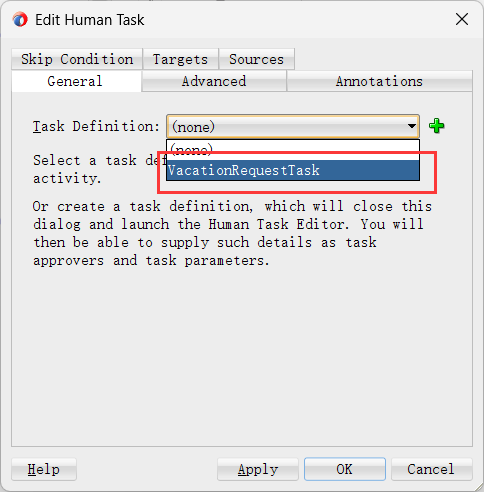 Edit Human Task
Skip Condition Targets Sources
General Advanced Annotations
Task Definition: (none)
(none)
VacationRequestTask
Select a task def
activity.
Or create a task definition, which will close this
dialog and launch the Human Task Editor. You will
then be able to supply such details as task
approvers and task parameters.
Help Apply OK Cancel